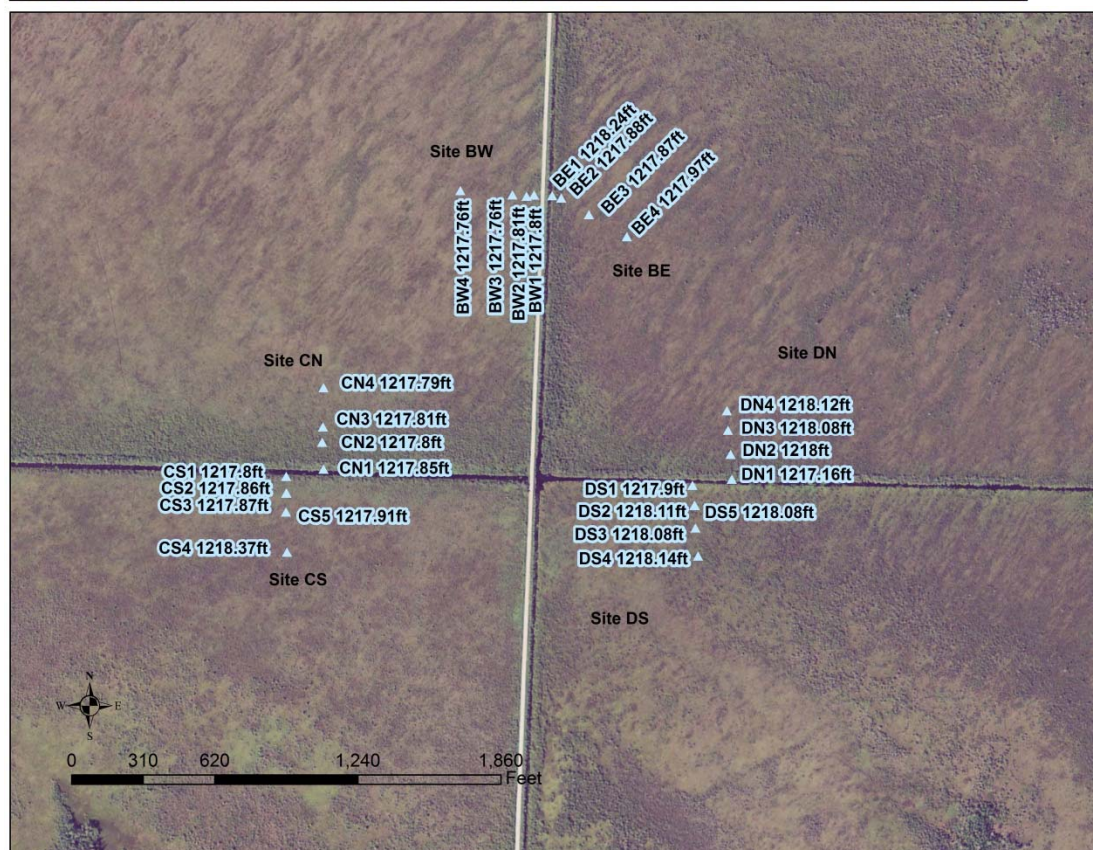 BE1 1218.24ft
BE2 1217.88ft
BE3 1217.87ft
BE4 1217.97ft
Site BW
BW4 1217.76ft
BW3 1217.76ft
BW2 1217.81ft
BW1 1217.8ft
Site BE
Site CN
Site DN
CN4 1217.79ft
CN3 1217.81ft
CN2 1217.8ft
CN1 1217.85ft
DN4 1218.12ft
DN3 1218.08ft
DN2 1218ft
DN1 1217.16ft
CS1 1217.8ft
CS2 1217.86ft
CS3 1217.87ft
CS5 1217.91ft
CS4 1218.37ft
Site CS
DS1 1217.9ft
DS2 1218.11ft
DS5 1218.08ft
DS3 1218.08ft
DS4 1218.14ft
Site DS
N
W E
S
0 310 620 1,240 1,860
Feet